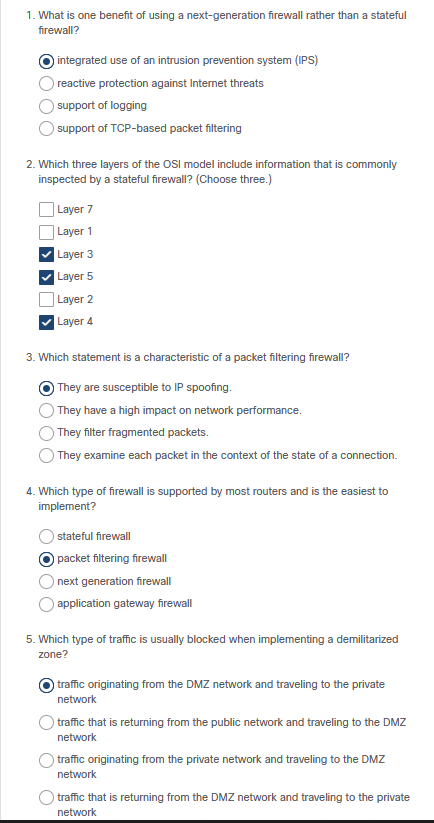 1. What is one benefit of using a next-generation firewall rather than a stateful
firewall?
integrated use of an intrusion prevention system (IPS)
reactive protection against Internet threats
support of logging
support of TCP-based packet filtering
2. Which three layers of the OSI model include information that is commonly
inspected by a stateful firewall? (Choose three.)
Layer 7
Layer 1
Layer 3
Layer 5
Layer 2
Layer 4
3. Which statement is a characteristic of a packet filtering firewall?
They are susceptible to IP spoofing.
They have a high impact on network performance.
They filter fragmented packets.
They examine each packet in the context of the state of a connection.
4. Which type of firewall is supported by most routers and is the easiest to
implement?
stateful firewall
packet filtering firewall
next generation firewall
application gateway firewall
5. Which type of traffic is usually blocked when implementing a demilitarized
zone?
traffic originating from the DMZ network and traveling to the private
network
traffic that is returning from the public network and traveling to the DMZ
network
traffic originating from the private network and traveling to the DMZ
network
traffic that is returning from the DMZ network and traveling to the private
network